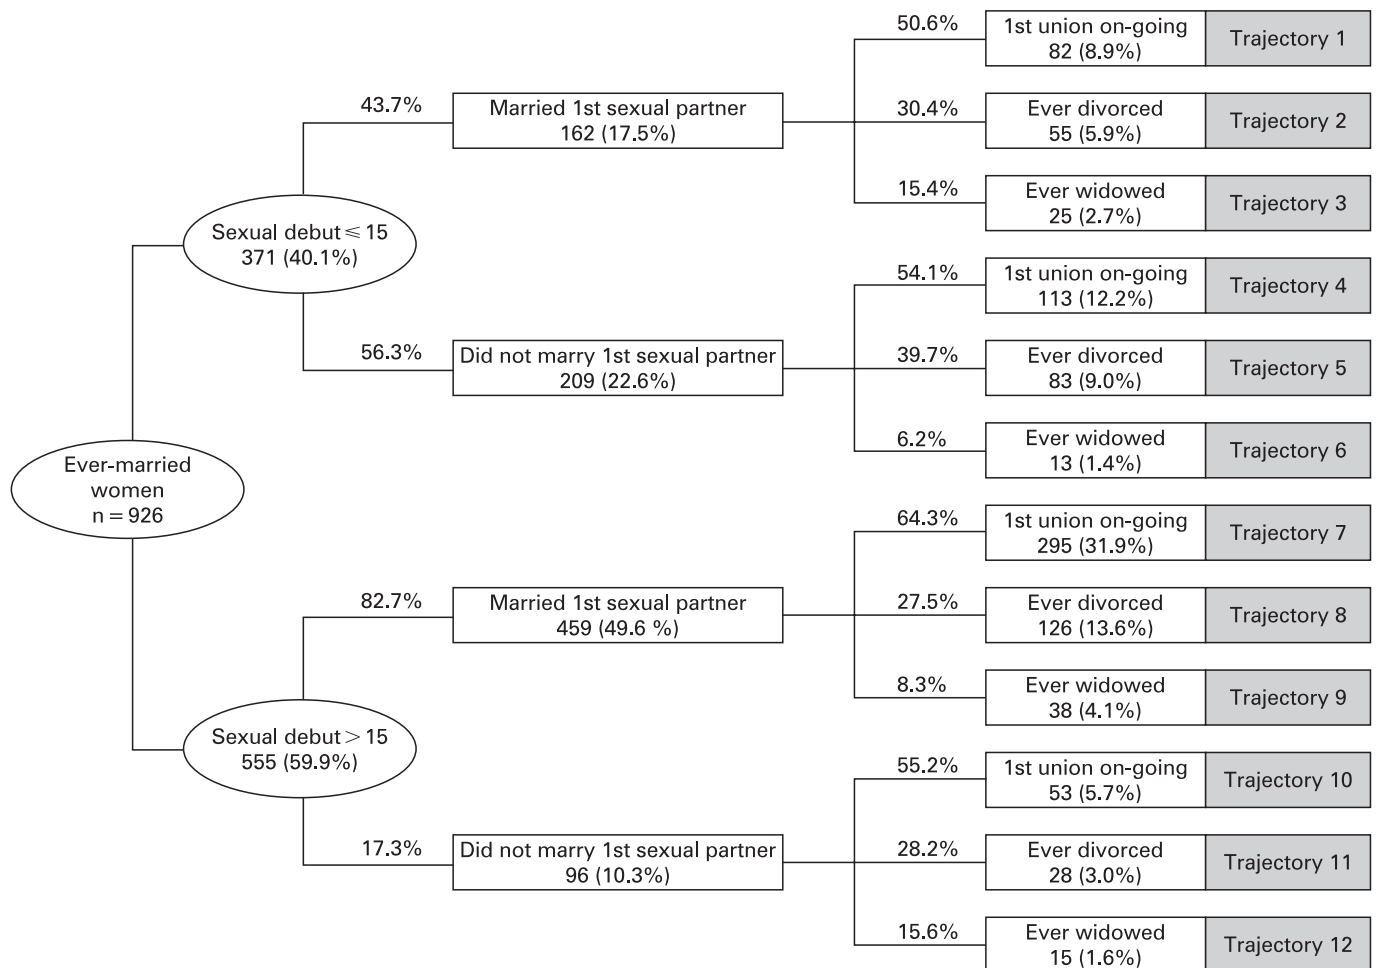 50.6%
1st union on-going
82 (8.9%)
Trajectory 1
43.7%
Married 1st sexual partner
162 (17.5%)
30.4%
Ever divorced
55 (5.9%)
Trajectory 2
15.4%
Ever widowed
25 (2.7%)
Trajectory 3
Sexual debut ⩽ 15
371 (40.1%)
54.1%
1st union on-going
113 (12.2%)
Trajectory 4
56.3%
Did not marry 1st sexual partner
209 (22.6%)
39.7%
Ever divorced
83 (9.0%)
Trajectory 5
6.2%
Ever widowed
13 (1.4%)
Trajectory 6
Ever-married
women
n = 926
64.3%
1st union on-going
295 (31.9%)
Trajectory 7
82.7%
Married 1st sexual partner
459 (49.6 %)
27.5%
Ever divorced
126 (13.6%)
Trajectory 8
8.3%
Ever widowed
38 (4.1%)
Trajectory 9
Sexual debut > 15
555 (59.9%)
55.2%
1st union on-going
53 (5.7%)
Trajectory 10
17.3%
Did not marry 1st sexual partner
96 (10.3%)
28.2%
Ever divorced
28 (3.0%)
Trajectory 11
15.6%
Ever widowed
15 (1.6%)
Trajectory 12